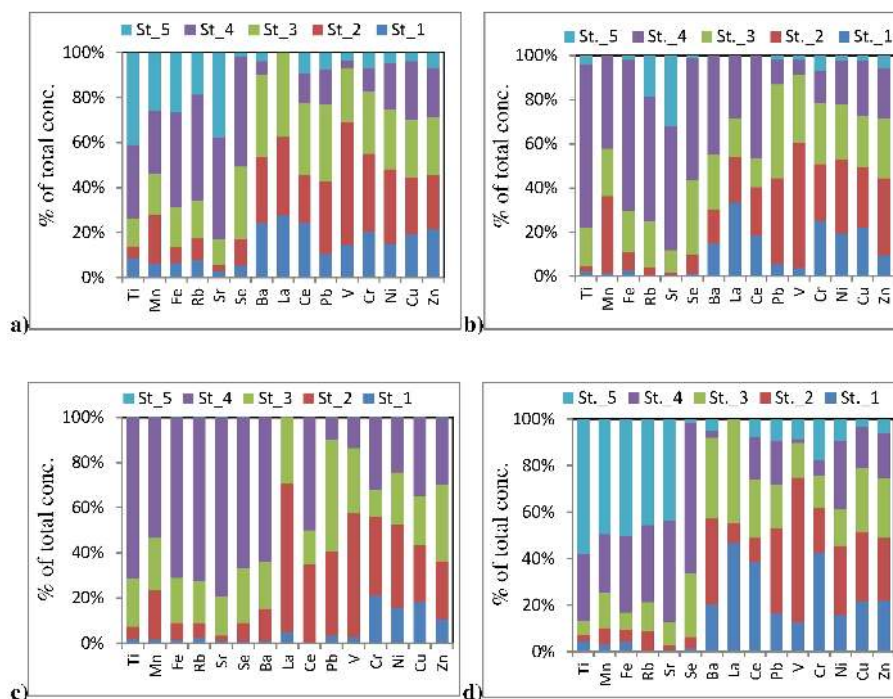 St_5 St_4 St_3 St_2 St_1
100%
80%
60%
40%
20%
0%
% of total conc.
Ti Mn Fe Rb Sr Se Ba La Ce Pb V Cr Ni Cu Zn
a)
St._5 St._4 St._3 St._2 St._1
100%
80%
60%
40%
20%
0%
% of total conc.
Ti Mn Fe Rb Sr Se Ba La Ce Pb V Cr Ni Cu Zn
b)
St_5 St_4 St_3 St_2 St_1
100%
80%
60%
40%
20%
0%
% of total conc.
Ti Mn Fe Rb Sr Se Ba La Ce Pb V Cr Ni Cu Zn
c)
St._5 St._4 St._3 St._2 St._1
100%
80%
60%
40%
20%
0%
% of total conc.
Ti Mn Fe Rb Sr Se Ba La Ce Pb V Cr Ni Cu Zn
d)